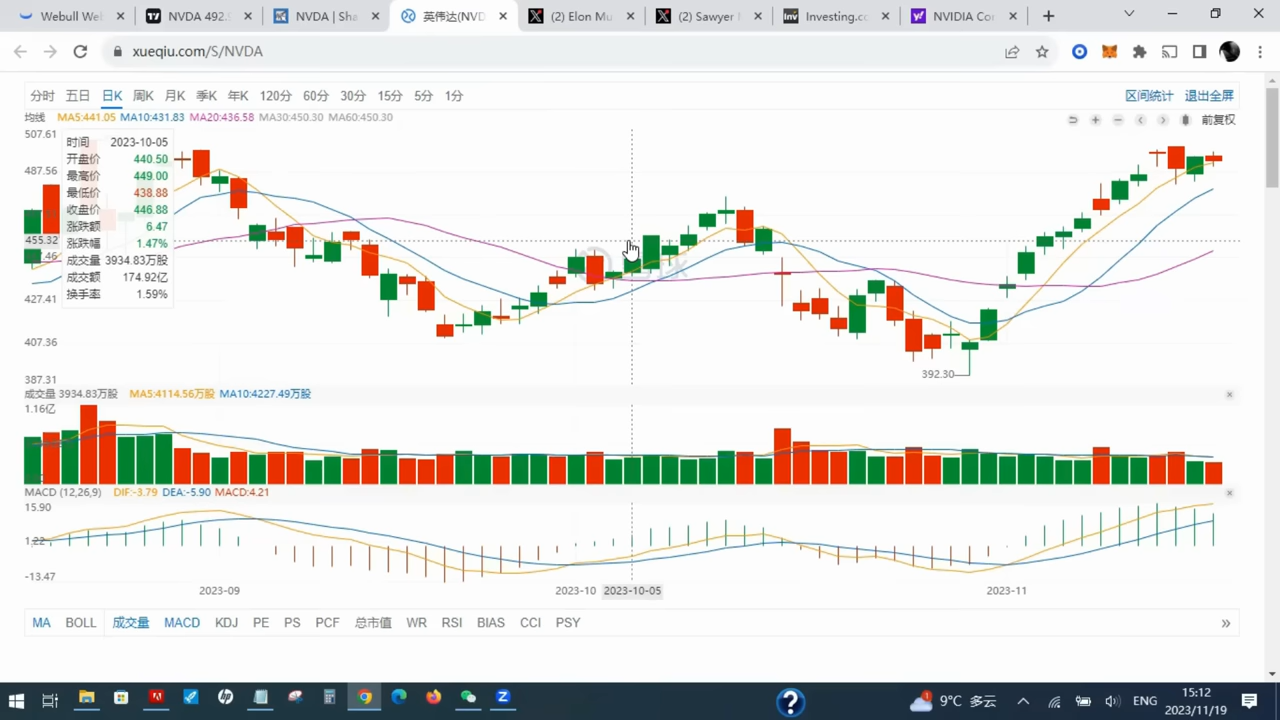 Webull We
NVDA 492.9
NVDA | Sha
英伟达(NVD
(2) Elon Mu
(2) Sawyer
Investing.co
NVIDIA Cor
xueqiu.com/S/NVDA
分时 五日 日K 周K 月K 季K 年K 120分 60分 30分 15分 5分 1分
区间统计 退出全屏
均线 MA5:441.05 MA10:431.83 MA20:436.58 MA30:450.30 MA60:450.30
前复权
507.61
487.56
455.32
427.41
407.36
387.31
时间 2023-10-05
开盘价 440.50
最高价 449.00
最低价 438.88
收盘价 446.88
涨跌额 6.47
涨跌幅 1.47%
成交量 3934.83万股
成交额 174.92亿
换手率 1.59%
392.30
成交量 3934.83万股 MA5:4114.56万股 MA10:4227.49万股
1.16亿
MACD (12,26,9) DIF:-3.79 DEA:-5.90 MACD:4.21
15.90
1.22
-13.47
2023-09 2023-10 2023-10-05 2023-11
MA BOLL 成交量 MACD KDJ PE PS PCF 总市值 WR RSI BIAS CCI PSY
9°C 多云
ENG
15:12
2023/11/19